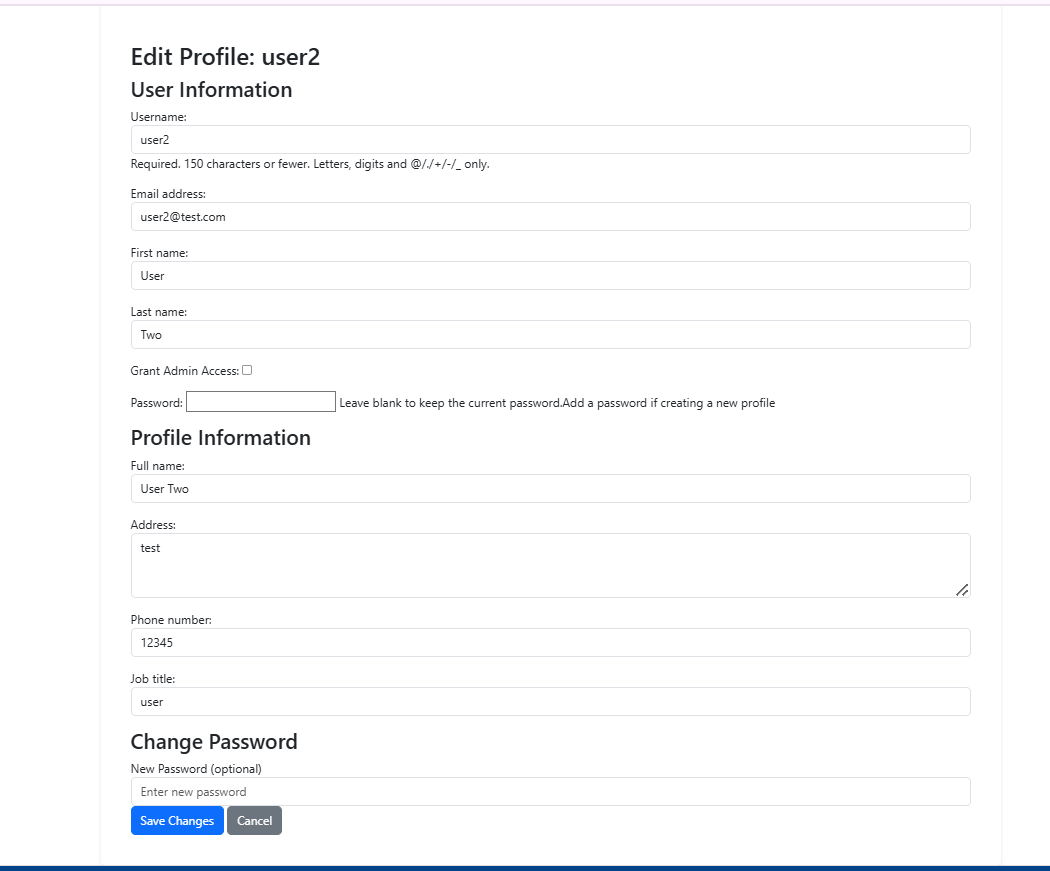 Edit Profile: user2
User Information
Username:
user2
Required. 150 characters or fewer. Letters, digits and @/./+/-/_ only.
Email address:
user2@test.com
First name:
User
Last name:
Two
Grant Admin Access:
Password: Leave blank to keep the current password.Add a password if creating a new profile
Profile Information
Full name:
User Two
Address:
test
Phone number:
12345
Job title:
user
Change Password
New Password (optional)
Enter new password
Save Changes Cancel